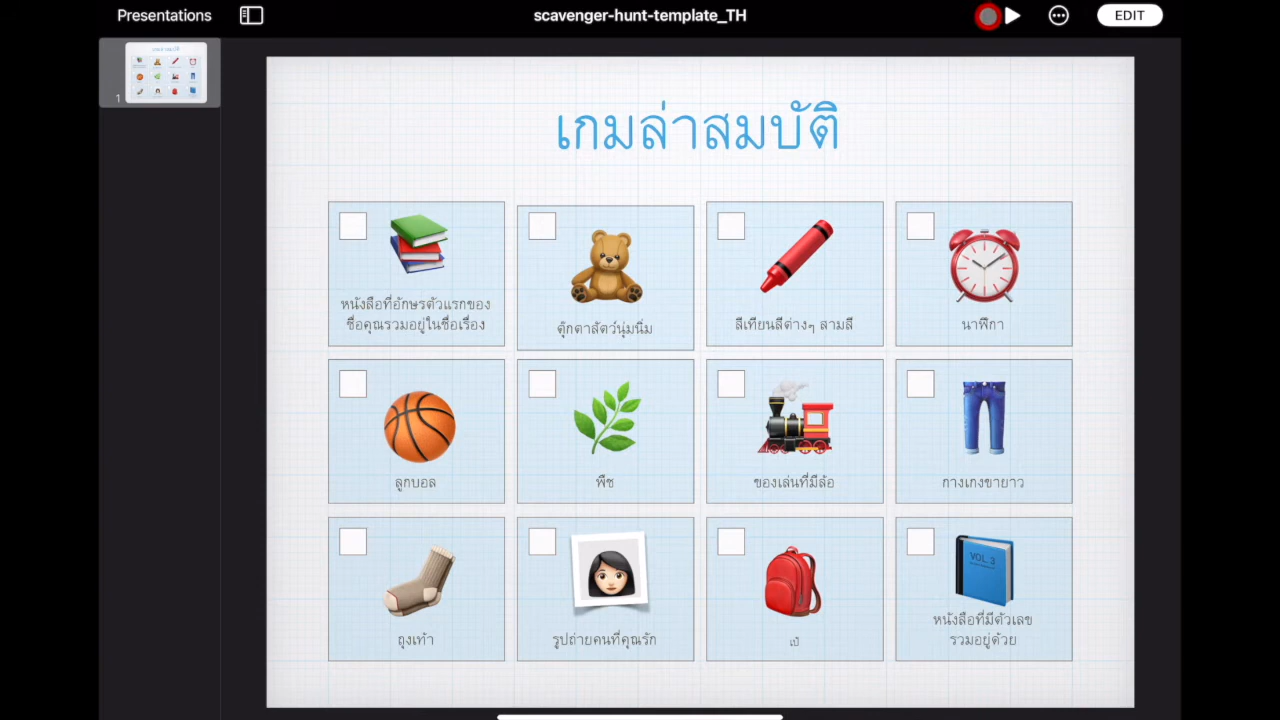 Presentations
scavenger-hunt-template_TH
EDIT
1
เกมล่าสมบัติ
หนังสือที่อักษรตัวแรกของ
ชื่อคุณรวมอยู่ในชื่อเรื่อง
ตุ๊กตาสัตว์นุ่มนิ่ม
สีเทียนสีต่างๆ สามสี
นาฬิกา
ลูกบอล
พืช
ของเล่นที่มีล้อ
กางเกงขายาว
ถุงเท้า
รูปถ่ายคนที่คุณรัก
เป้
VOL. 3
หนังสือที่มีตัวเลข
รวมอยู่ด้วย